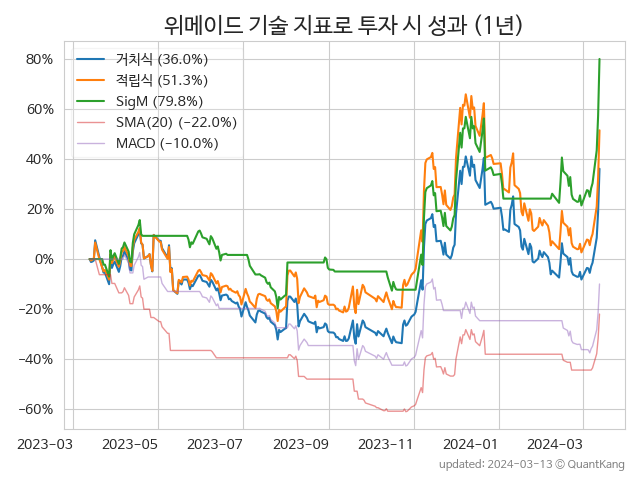 위메이드 기술 지표로 투자 시 성과 (1년)
거치식 (36.0%)
적립식 (51.3%)
SigM (79.8%)
SMA(20) (−22.0%)
MACD (−10.0%)
80%
60%
40%
20%
0%
−20%
−40%
−60%
2023-03 2023-05 2023-07 2023-09 2023-11 2024-01 2024-03
updated: 2024-03-13 ⓒ QuantKang